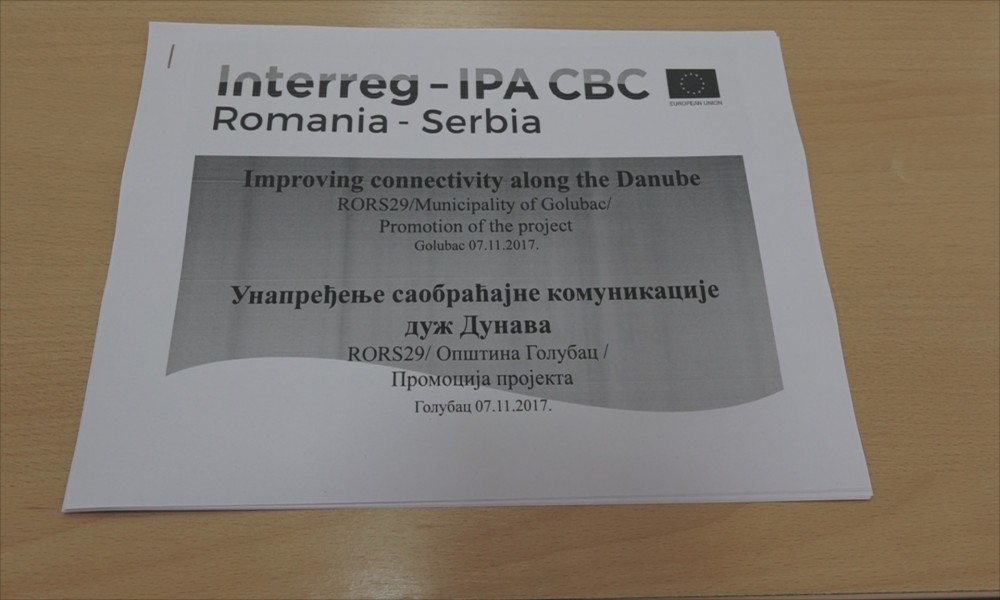 Interreg - IPA CBC
EUROPEAN UNION
Romania - Serbia
Improving connectivity along the Danube
RORS29/Municipality of Golubac/
Promotion of the project
Golubac 07.11.2017.
Унапређење саобраћајне комуникације
дуж Дунава
RORS29/ Општина Голубац /
Промоција пројекта
Голубац 07.11.2017.